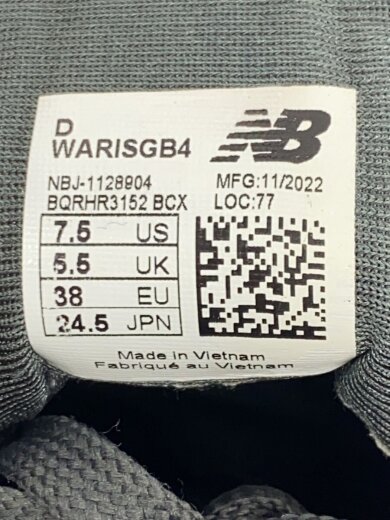 D
WARISGB4
NB
NBJ-1128904
MFG:11/2022
BQRHR3152 BCX
LOC:77
7.5 US
5.5 UK
38 EU
24.5 JPN
Made in Vietnam
Fabriqué au Vietnam